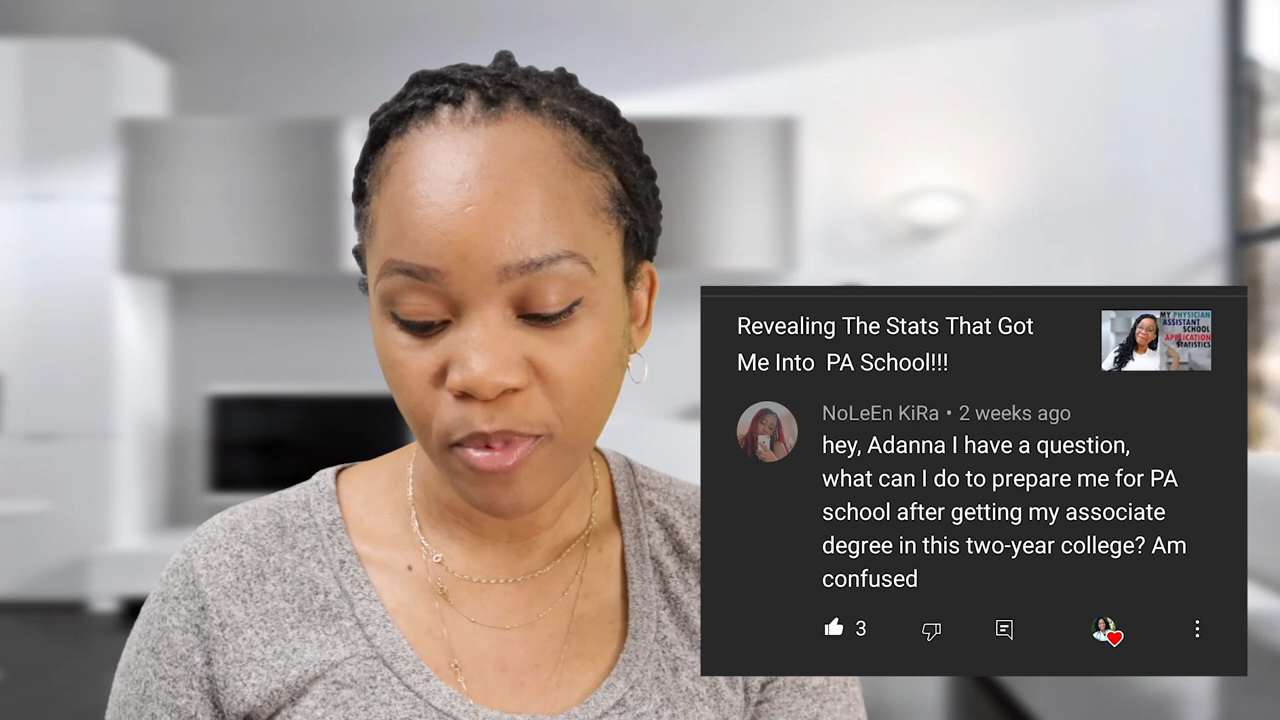 Revealing The Stats That Got
Me Into PA School!!!
MY PHYSICIAN
ASSISTANT
SCHOOL
APPLICATION
STATISTICS
NoLeEn KiRa • 2 weeks ago
hey, Adanna I have a question,
what can I do to prepare me for PA
school after getting my associate
degree in this two-year college? Am
confused
3